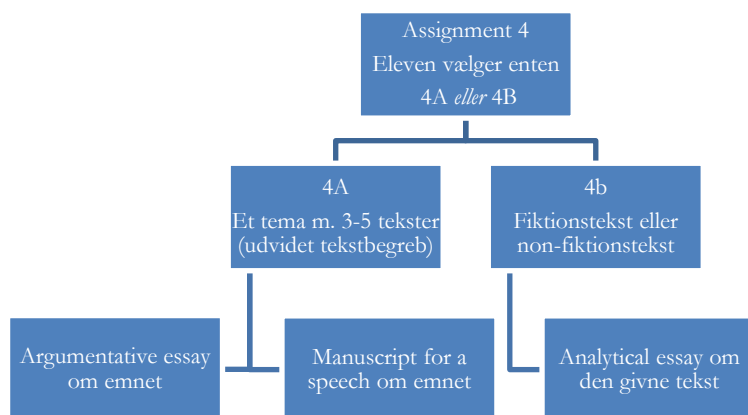 Assignment 4
Eleven vælger enten
4A eller 4B
4A
Et tema m. 3-5 tekster
(udvidet tekstbegreb)
4b
Fiktionstekst eller
non-fiktionstekst
Argumentative essay
om emnet
Manuscript for a
speech om emnet
Analytical essay om
den givne tekst